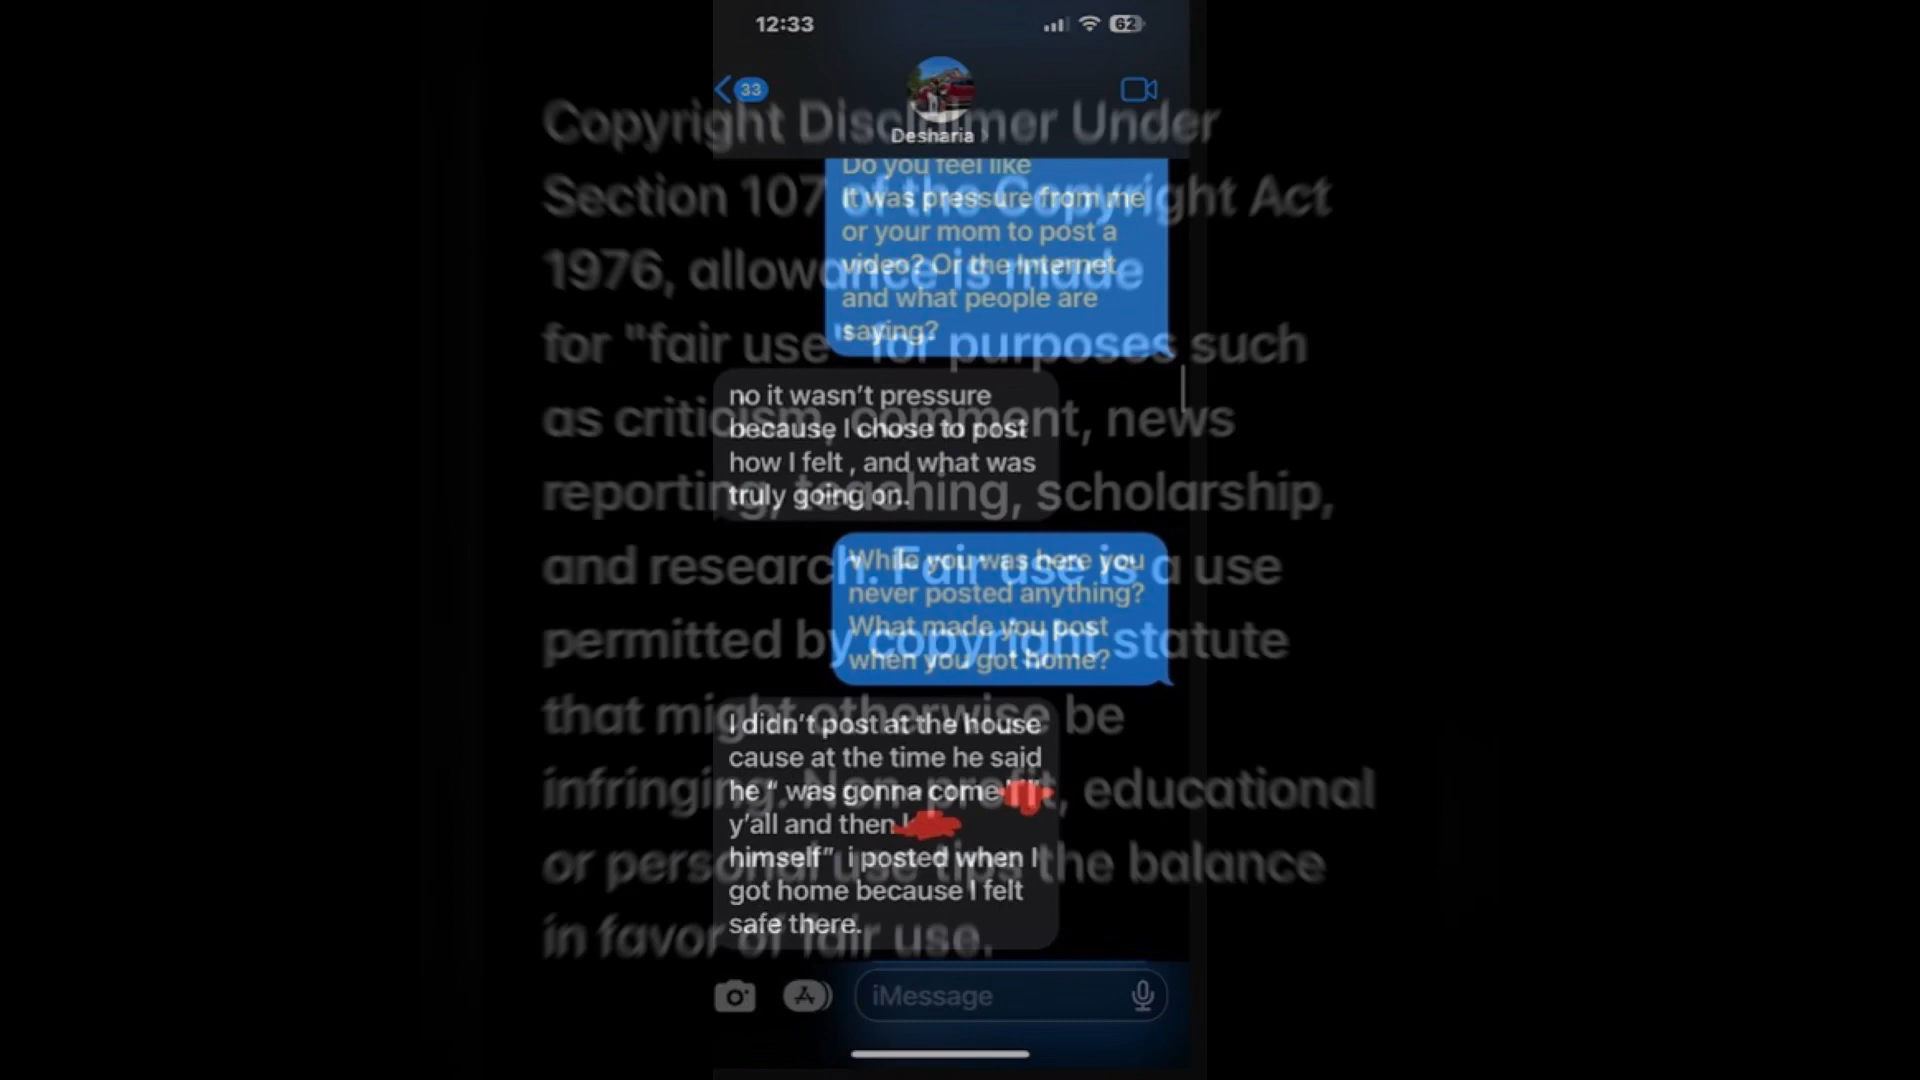 12:33
62
33
Desharia
Do you feel like
It was pressure from me
or your mom to post a
video? Or the Internet
and what people are
saying?
no it wasn't pressure
because I chose to post
how I felt , and what was
truly going on.
While you was here you
never posted anything?
What made you post
when you got home?
I didn't post at the house
cause at the time he said
he “ was gonna come
y'all and then
himself” i posted when I
got home because I felt
safe there.
iMessage
Copyright Disclaimer Under
Section 107 of the Copyright Act
1976, allowance is made
for "fair use" for purposes such
as criticism, comment, news
reporting, teaching, scholarship,
and research. Fair use is a use
permitted by copyright statute
that might otherwise be
infringing. Non-profit, educational
or personal use tips the balance
in favor of fair use.